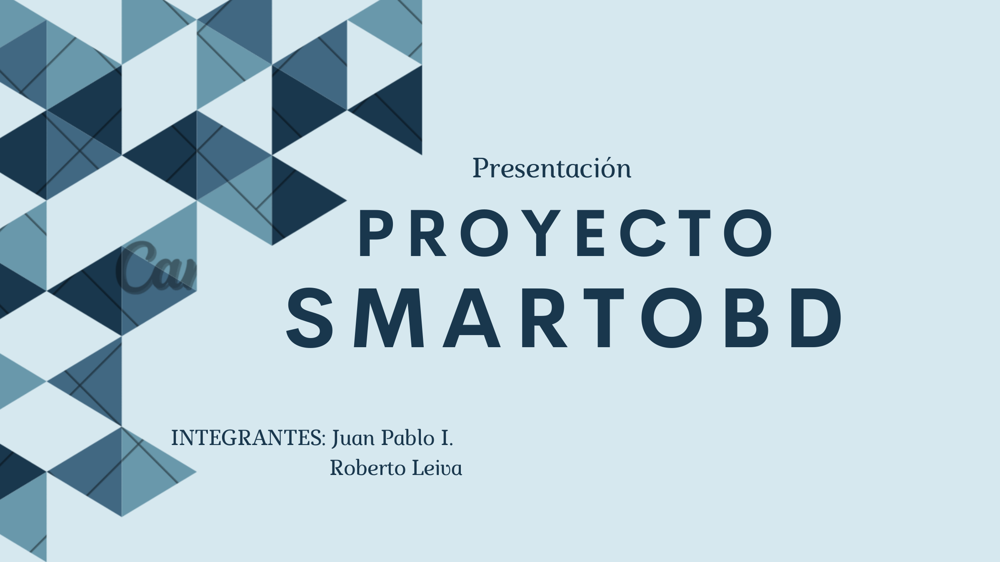 Presentación
PROYECTO
SMARTOBD
INTEGRANTES: Juan Pablo I.
Roberto Leiva